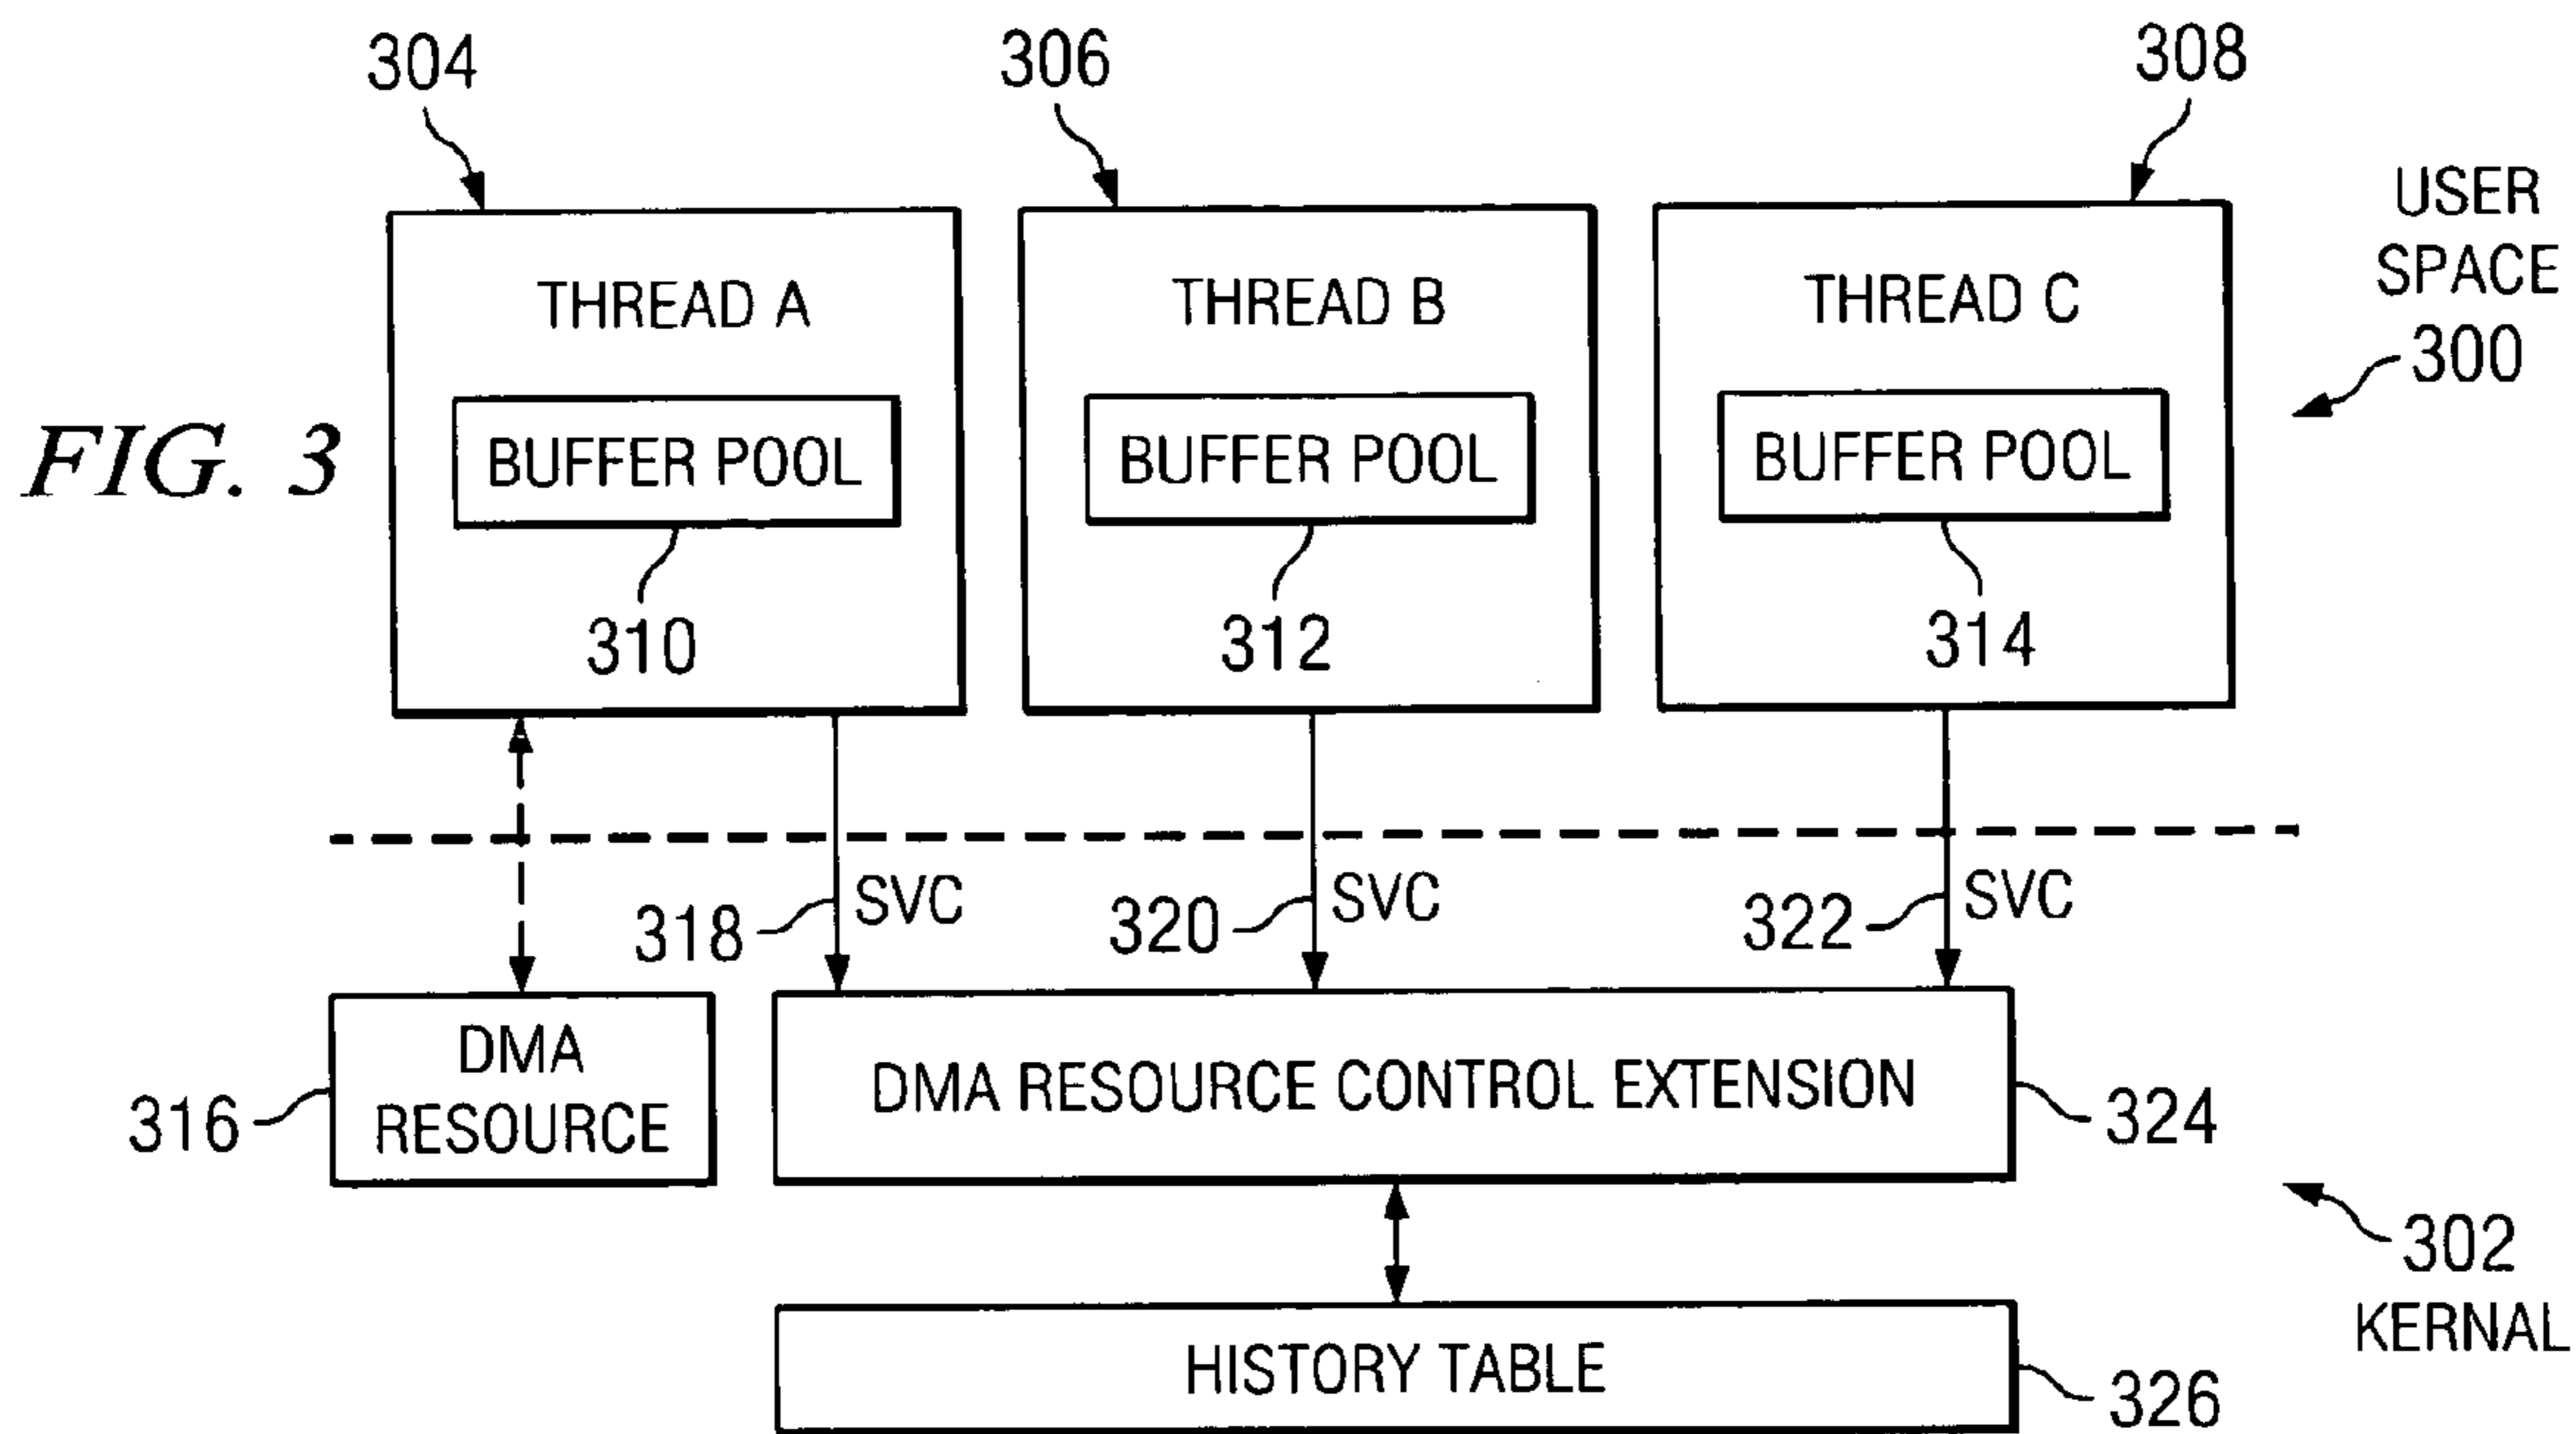 304
306
308
USER
SPACE
300
THREAD A
THREAD B
THREAD C
FIG. 3
BUFFER POOL
BUFFER POOL
BUFFER POOL
310
312
314
318
SVC
320
SVC
322
SVC
316
DMA
RESOURCE
DMA RESOURCE CONTROL EXTENSION
324
302
KERNAL
HISTORY TABLE
326